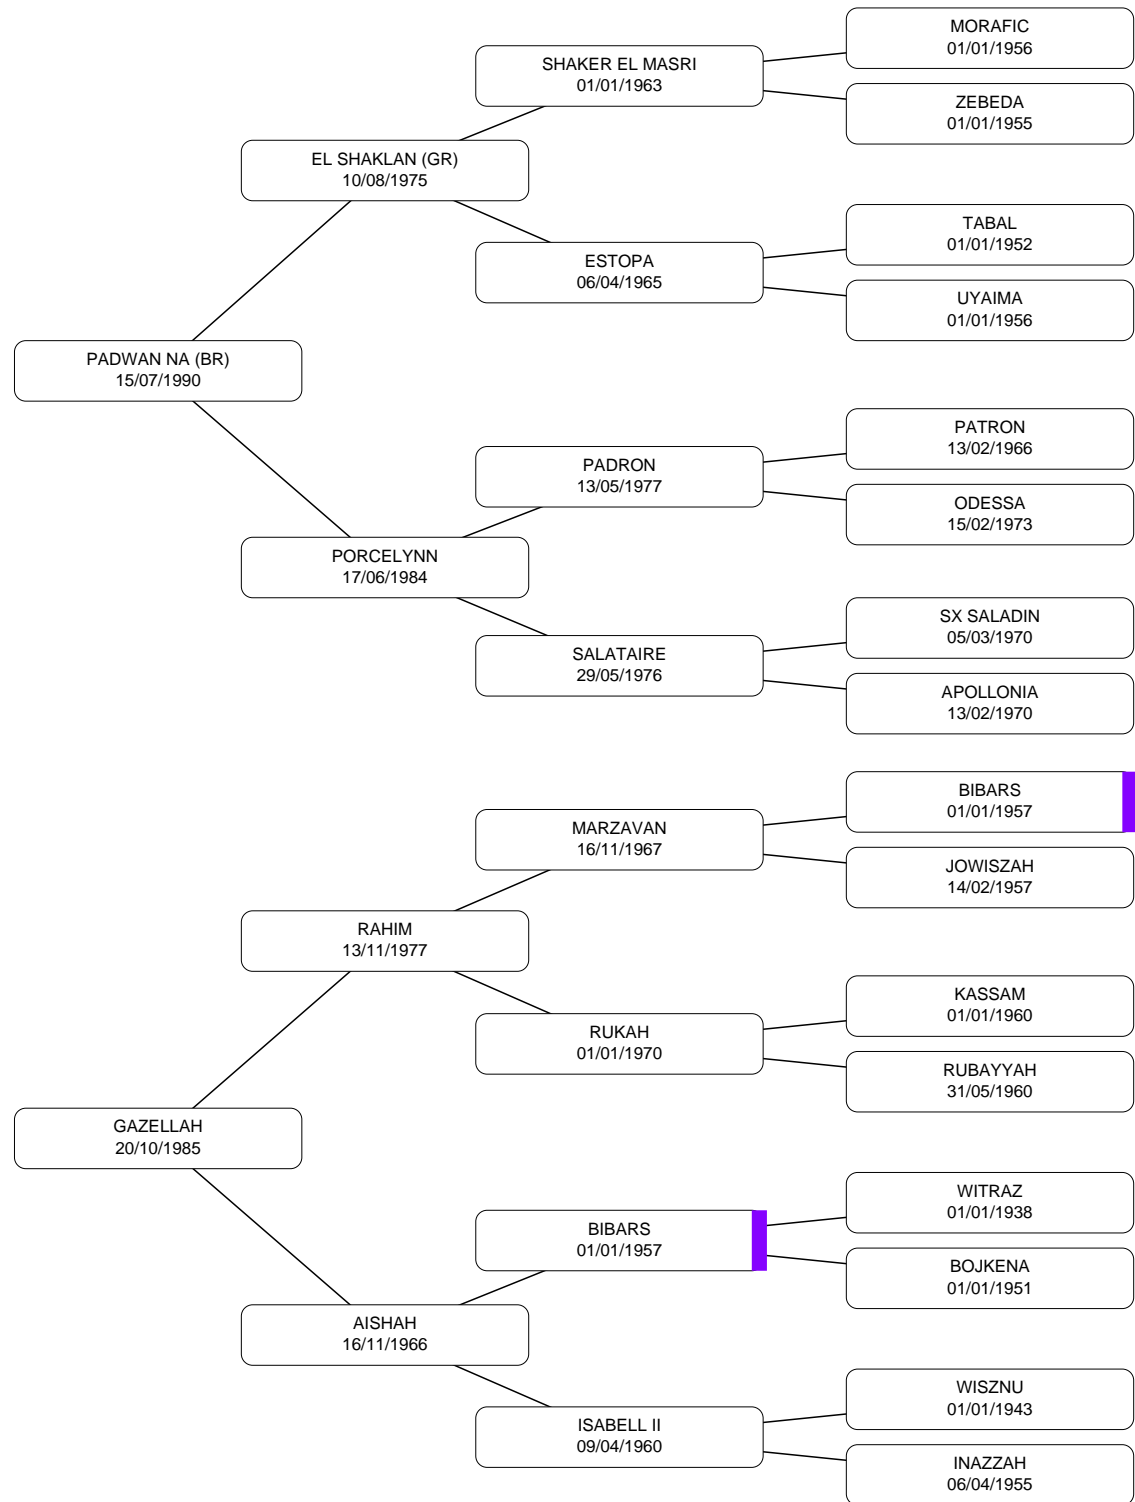 MORAFIC
01/01/1956
SHAKER EL MASRI
01/01/1963
ZEBEDA
01/01/1955
EL SHAKLAN (GR)
10/08/1975
TABAL
01/01/1952
ESTOPA
06/04/1965
UYAIMA
01/01/1956
PADWAN NA (BR)
15/07/1990
PATRON
13/02/1966
PADRON
13/05/1977
ODESSA
15/02/1973
PORCELYNN
17/06/1984
SX SALADIN
05/03/1970
SALATAIRE
29/05/1976
APOLLONIA
13/02/1970
BIBARS
01/01/1957
MARZAVAN
16/11/1967
JOWISZAH
14/02/1957
RAHIM
13/11/1977
KASSAM
01/01/1960
RUKAH
01/01/1970
RUBAYYAH
31/05/1960
GAZELLAH
20/10/1985
WITRAZ
01/01/1938
BIBARS
01/01/1957
BOJKENA
01/01/1951
AISHAH
16/11/1966
WISZNU
01/01/1943
ISABELL II
09/04/1960
INAZZAH
06/04/1955